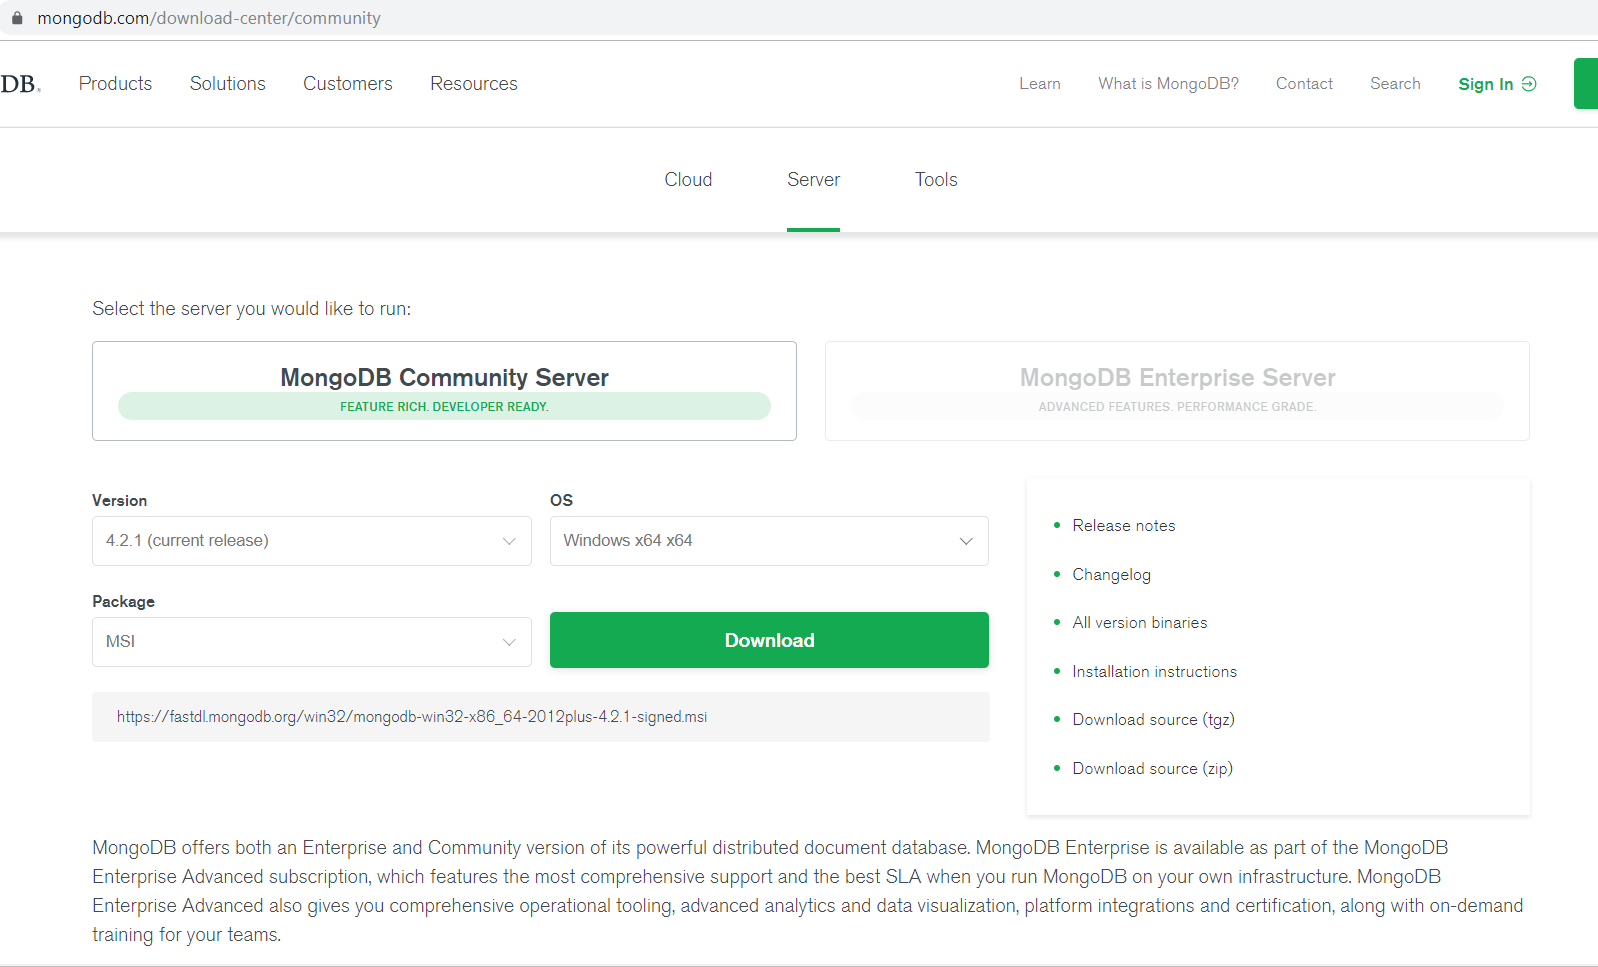 mongodb.com/download-center/community
DB. Products Solutions Customers Resources Learn What is MongoDB? Contact Search Sign In
Cloud Server Tools
Select the server you would like to run:
MongoDB Community Server
FEATURE RICH. DEVELOPER READY.
MongoDB Enterprise Server
ADVANCED FEATURES. PERFORMANCE GRADE.
Version
4.2.1 (current release)
OS
Windows x64 x64
Package
MSI
Download
https://fastdl.mongodb.org/win32/mongodb-win32-x86_64-2012plus-4.2.1-signed.msi
Release notes
Changelog
All version binaries
Installation instructions
Download source (tgz)
Download source (zip)
MongoDB offers both an Enterprise and Community version of its powerful distributed document database. MongoDB Enterprise is available as part of the MongoDB
Enterprise Advanced subscription, which features the most comprehensive support and the best SLA when you run MongoDB on your own infrastructure. MongoDB
Enterprise Advanced also gives you comprehensive operational tooling, advanced analytics and data visualization, platform integrations and certification, along with on-demand
training for your teams.